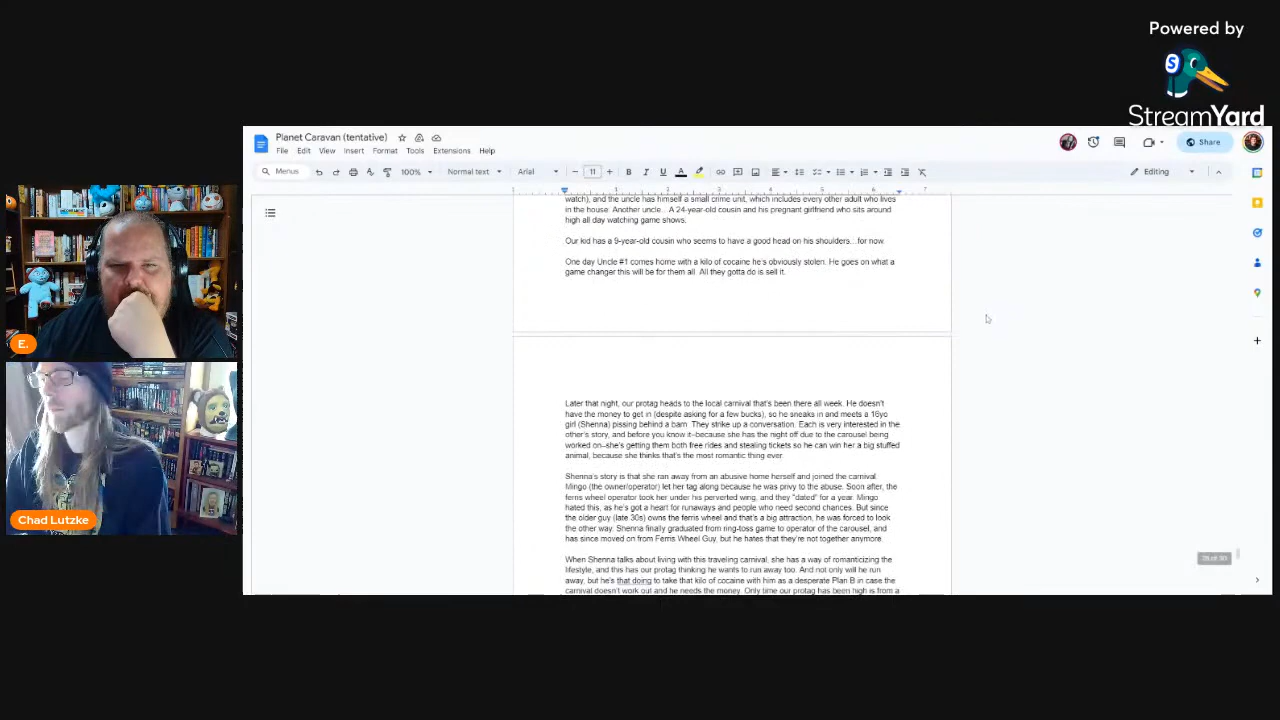 Powered by
S
StreamYard
Planet Caravan (tentative)
File Edit View Insert Format Tools Extensions Help
Share
Menus 100% Normal text Arial 11 B I U A Editing
1 1 2 3 4 5 6 7
watch), and the uncle has himself a small crime unit, which includes every other adult who lives
in the house: Another uncle... A 24-year-old cousin and his pregnant girlfriend who sits around
high all day watching game shows.
Our kid has a 9-year-old cousin who seems to have a good head on his shoulders...for now.
One day Uncle #1 comes home with a kilo of cocaine he's obviously stolen. He goes on what a
game changer this will be for them all. All they gotta do is sell it.
Later that night, our protag heads to the local carnival that's been there all week. He doesn't
have the money to get in (despite asking for a few bucks), so he sneaks in and meets a 16yo
girl (Shenna) pissing behind a barn. They strike up a conversation. Each is very interested in the
other's story, and before you know it–because she has the night off due to the carousel being
worked on–she's getting them both free rides and stealing tickets so he can win her a big stuffed
animal, because she thinks that's the most romantic thing ever.
Shenna's story is that she ran away from an abusive home herself and joined the carnival.
Mingo (the owner/operator) let her tag along because he was privy to the abuse. Soon after, the
ferris wheel operator took her under his perverted wing, and they "dated" for a year. Mingo
hated this, as he's got a heart for runaways and people who need second chances. But since
the older guy (late 30s) owns the ferris wheel and that's a big attraction, he was forced to look
the other way. Shenna finally graduated from ring-toss game to operator of the carousel, and
has since moved on from Ferris Wheel Guy, but he hates that they're not together anymore.
When Shenna talks about living with this traveling carnival, she has a way of romanticizing the
lifestyle, and this has our protag thinking he wants to run away too. And not only will he run
away, but he's that doing to take that kilo of cocaine with him as a desperate Plan B in case the
carnival doesn't work out and he needs the money. Only time our protag has been high is from a
E.
Chad Lutzke